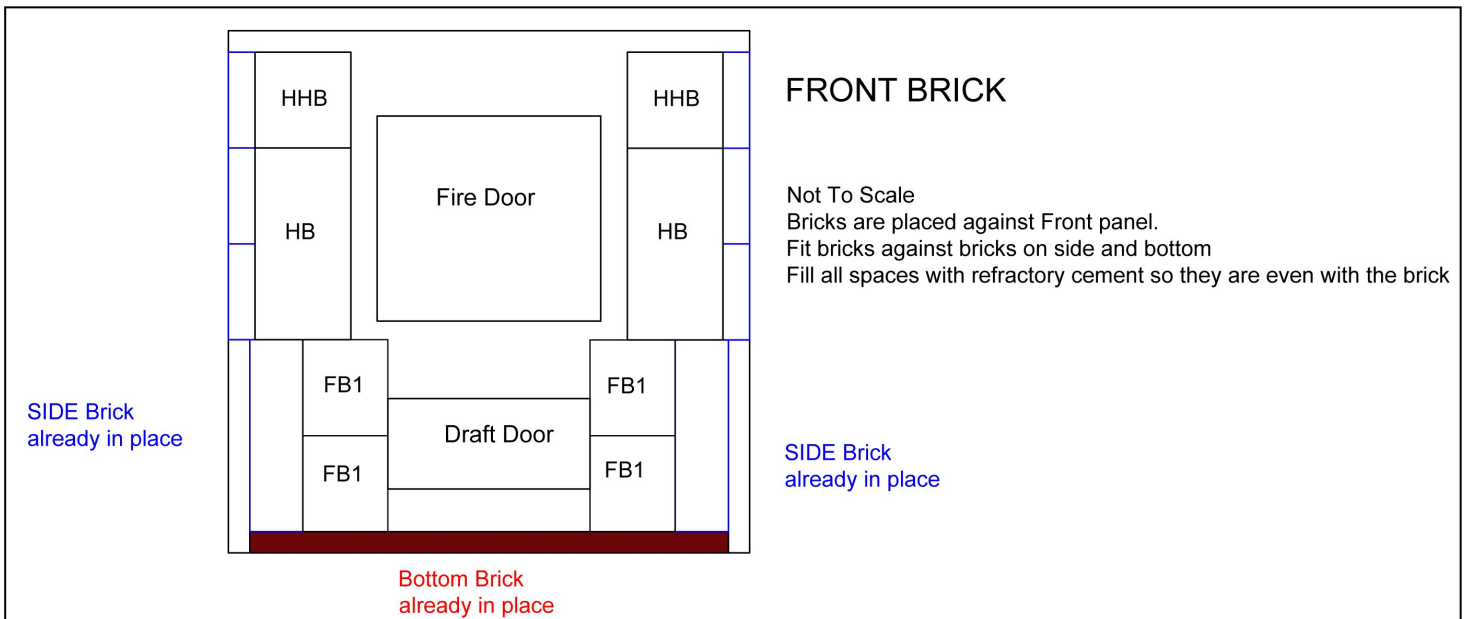 HHB
HHB
FRONT BRICK
Fire Door
HB
HB
Not To Scale
Bricks are placed against Front panel.
Fit bricks against bricks on side and bottom
Fill all spaces with refractory cement so they are even with the brick
FB1
FB1
SIDE Brick
already in place
Draft Door
FB1
FB1
SIDE Brick
already in place
Bottom Brick
already in place